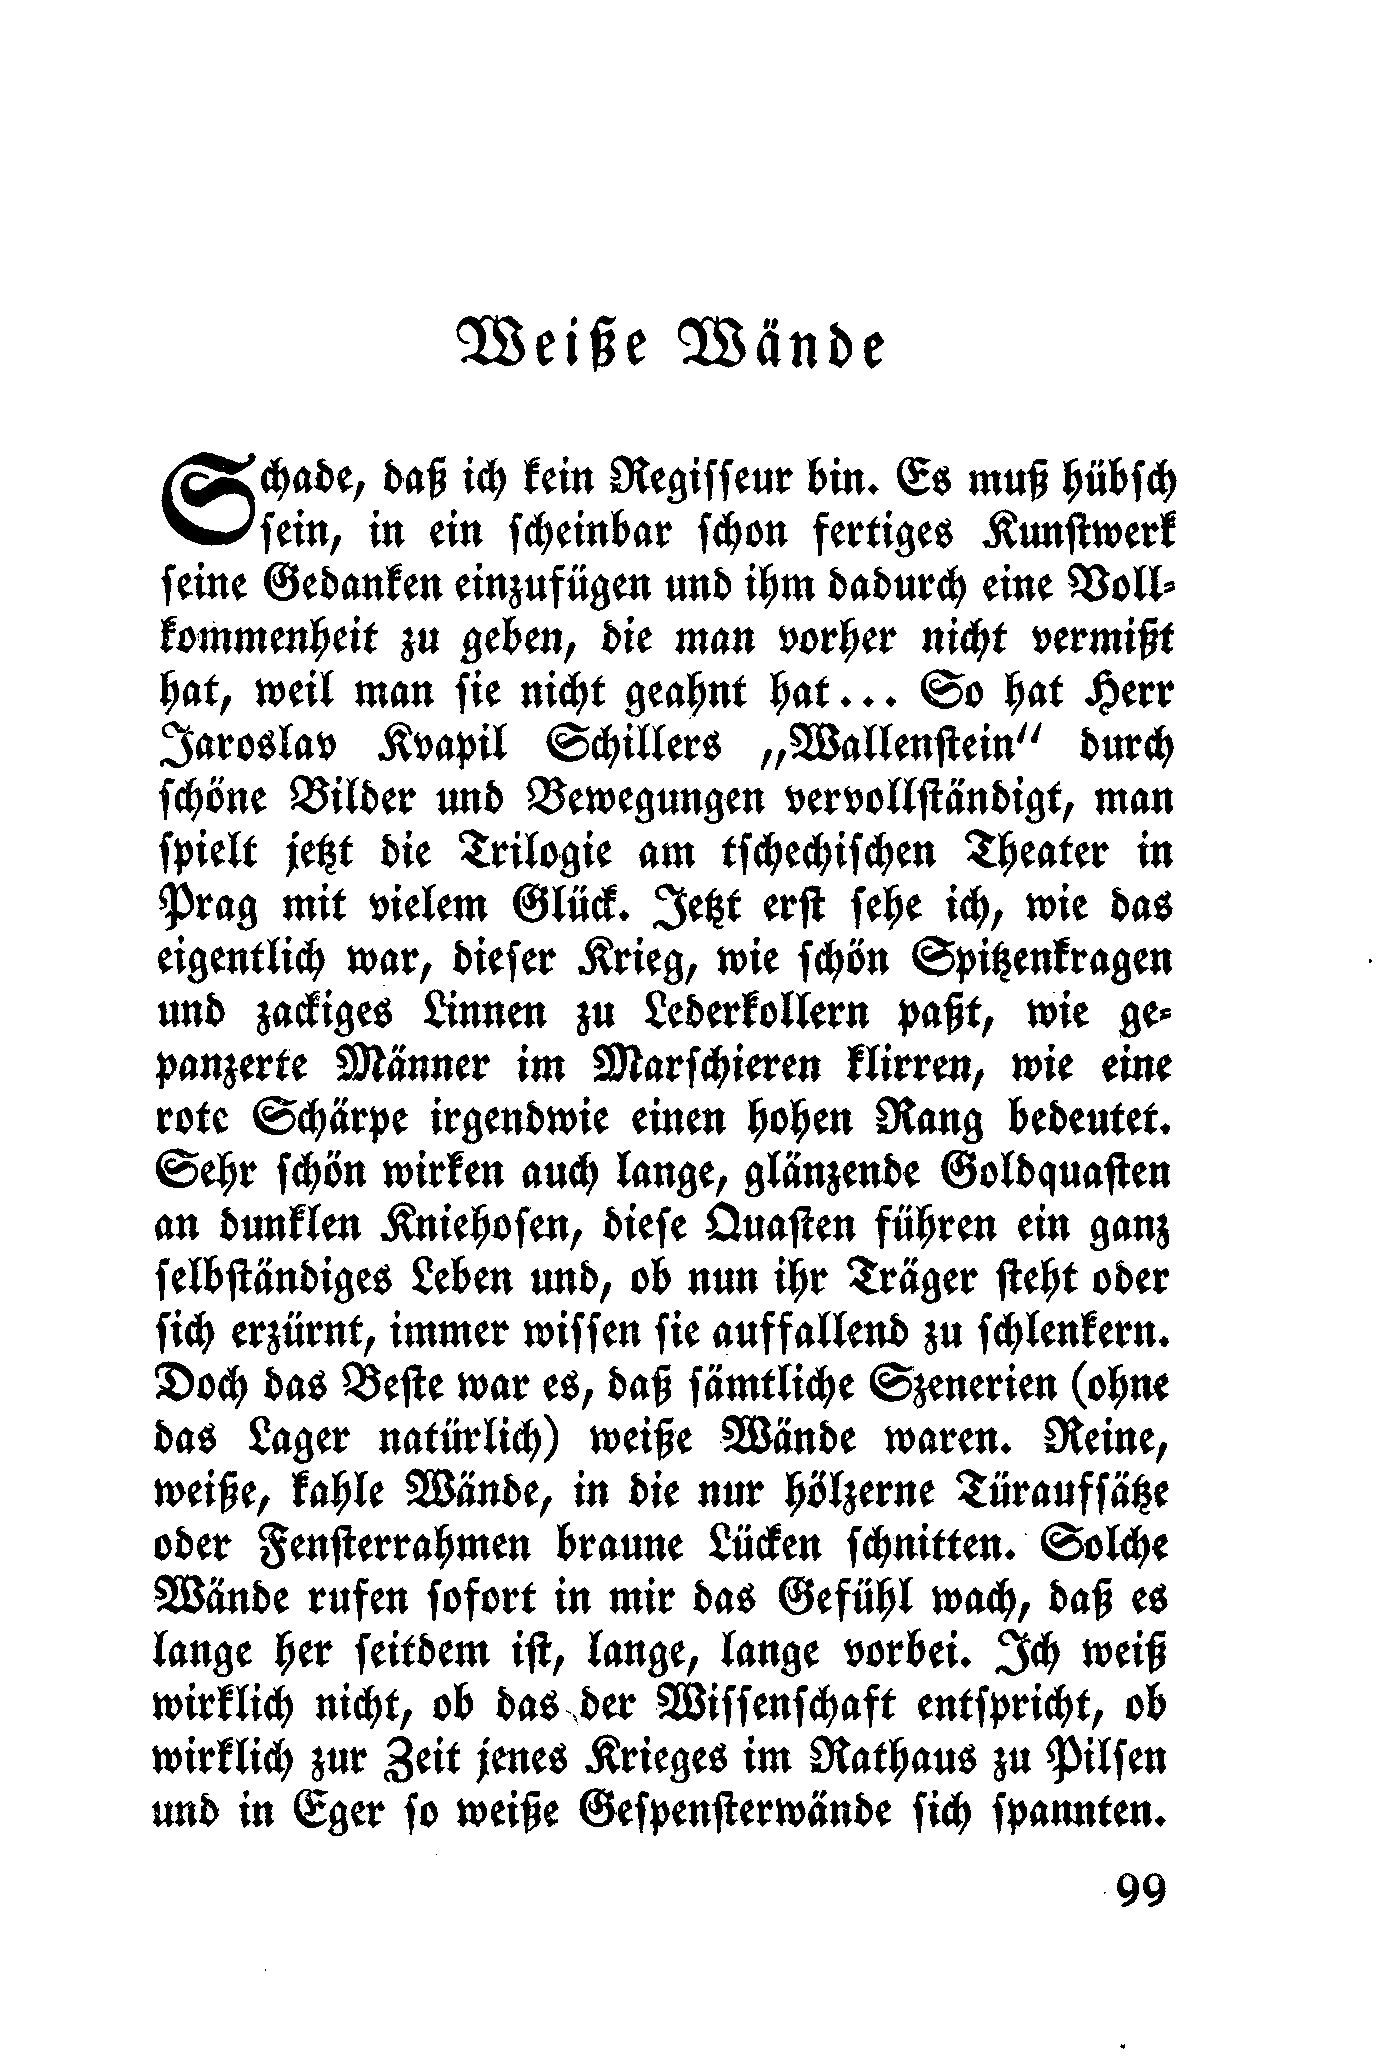 Weiße Wände
Schade, daß ich kein Regisseur bin. Es muß hübsch
sein, in ein scheinbar schon fertiges Kunstwerk
seine Gedanken einzufügen und ihm dadurch eine Voll-
kommenheit zu geben, die man vorher nicht vermißt
hat, weil man sie nicht geahnt hat... So hat Herr
Jaroslav Kvapil Schillers „Wallenstein“ durch
schöne Bilder und Bewegungen vervollständigt, man
spielt jetzt die Trilogie am tschechischen Theater in
Prag mit vielem Glück. Jetzt erst sehe ich, wie das
eigentlich war, dieser Krieg, wie schön Spitzenkragen
und zackiges Linnen zu Lederkollern paßt, wie ge-
panzerte Männer im Marschieren klirren, wie eine
rote Schärpe irgendwie einen hohen Rang bedeutet.
Sehr schön wirken auch lange, glänzende Goldquasten
an dunklen Kniehosen, diese Quasten führen ein ganz
selbständiges Leben und, ob nun ihr Träger steht oder
sich erzürnt, immer wissen sie auffallend zu schlenkern.
Doch das Beste war es, daß sämtliche Szenerien (ohne
das Lager natürlich) weiße Wände waren. Reine,
weiße, kahle Wände, in die nur hölzerne Türaufsätze
oder Fensterrahmen braune Lücken schnitten. Solche
Wände rufen sofort in mir das Gefühl wach, daß es
lange her seitdem ist, lange, lange vorbei. Ich weiß
wirklich nicht, ob das der Wissenschaft entspricht, ob
wirklich zur Zeit jenes Krieges im Rathaus zu Pilsen
und in Eger so weiße Gespensterwände sich spannten.
99